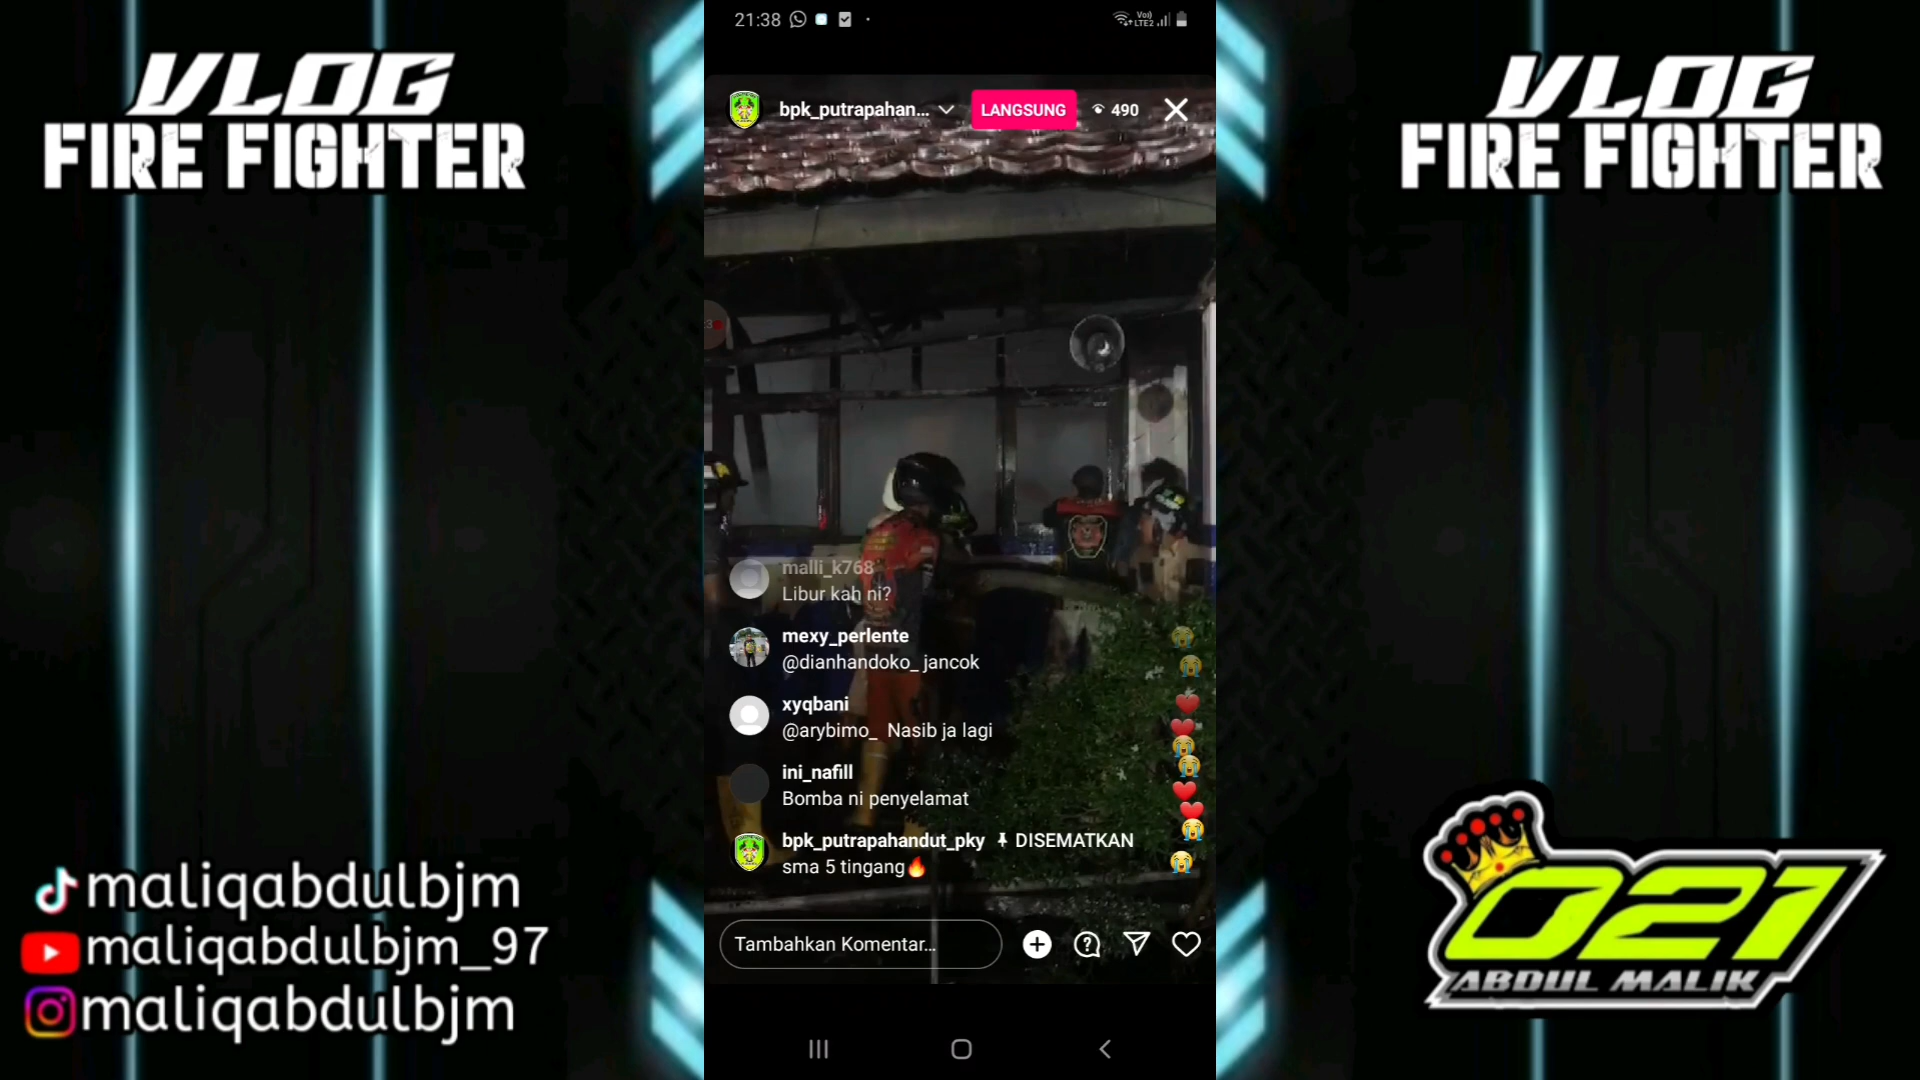 VLOG
FIRE FIGHTER
VLOG
FIRE FIGHTER
21:38
Vo)) LTE2
bpk_putrapahan...
LANGSUNG
490
malli_k768
Libur kah ni?
mexy_perlente
@dianhandoko_ jancok
xyqbani
@arybimo_ Nasib ja lagi
ini_nafill
Bomba ni penyelamat
bpk_putrapahandut_pky DISEMATKAN
sma 5 tingang🔥
Tambahkan Komentar...
maliqabdulbjm
maliqabdulbjm_97
maliqabdulbjm
021
ABDUL MALIK